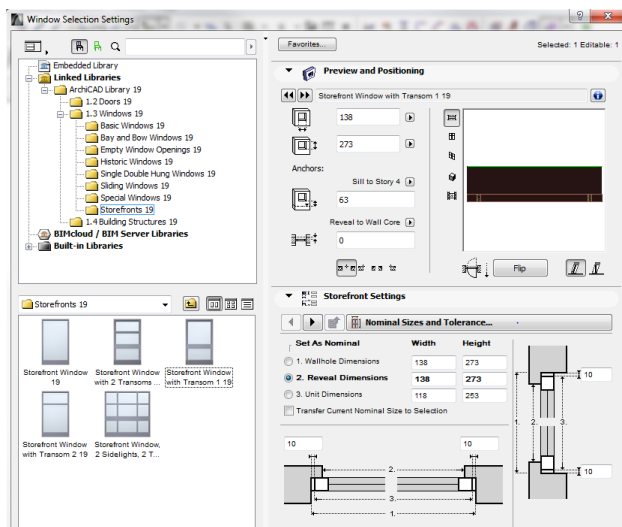 Window Selection Settings
Embedded Library
Linked Libraries
ArchiCAD Library 19
1.2 Doors 19
1.3 Windows 19
Basic Windows 19
Bay and Bow Windows 19
Empty Window Openings 19
Historic Windows 19
Single Double Hung Windows 19
Sliding Windows 19
Special Windows 19
Storefronts 19
1.4 Building Structures 19
BIMcloud / BIM Server Libraries
Built-in Libraries
Storefronts 19
Storefront Window
19
Storefront Window
with 2 Transoms ...
Storefront Window
with Transom 1 19
Storefront Window
with Transom 2 19
Storefront Window,
2 Sidelights, 2 T...
Favorites...
Selected: 1 Editable: 1
Preview and Positioning
Storefront Window with Transom 1 19
138
273
Anchors:
Sill to Story 4
63
Reveal to Wall Core
0
Flip
Storefront Settings
Nominal Sizes and Tolerance...
Set As Nominal Width Height
1. Wallhole Dimensions 138 273
2. Reveal Dimensions 138 273
3. Unit Dimensions 118 253
Transfer Current Nominal Size to Selection
10 10
2.
3.
1.
10
1. 2. 3.
10